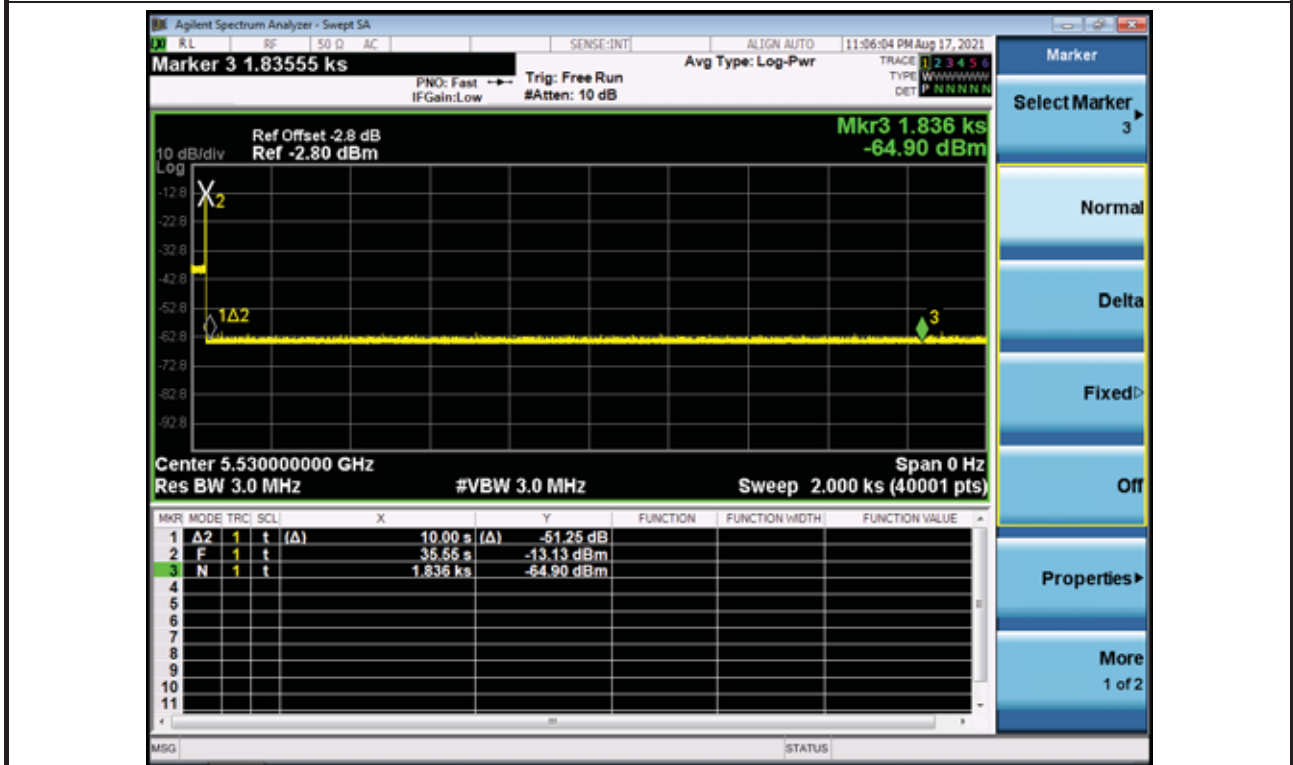 Agilent Spectrum Analyzer - Swept SA
RL RF 50 Ω AC SENSE:INT ALIGN AUTO 11:06:04 PM Aug 17, 2021
Marker 3 1.83555 ks
PNO: Fast
IFGain:Low
Trig: Free Run
#Atten: 10 dB
Avg Type: Log-Pwr
TRACE 1 2 3 4 5 6
TYPE WWWWWW
DET P N N N N N
Ref Offset -2.8 dB
10 dB/div Ref -2.80 dBm
Log
Mkr3 1.836 ks
-64.90 dBm
-12.8
-22.8
-32.8
-42.8
-52.8
-62.8
-72.8
-82.8
-92.8
2
1Δ2
3
Center 5.530000000 GHz Span 0 Hz
Res BW 3.0 MHz #VBW 3.0 MHz Sweep 2.000 ks (40001 pts)
MKR MODE TRC SCL X Y FUNCTION FUNCTION WIDTH FUNCTION VALUE
1 Δ2 1 t (Δ) 10.00 s (Δ) -51.25 dB
2 F 1 t 35.55 s -13.13 dBm
3 N 1 t 1.836 ks -64.90 dBm
4
5
6
7
8
9
10
11
MSG STATUS
Marker
Select Marker
3
Normal
Delta
Fixed
Off
Properties
More
1 of 2